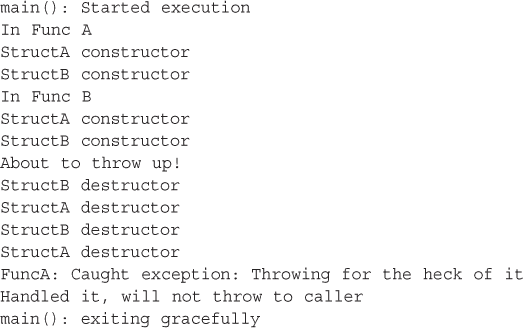 main(): Started execution
In Func A
StructA constructor
StructB constructor
In Func B
StructA constructor
StructB constructor
About to throw up!
StructB destructor
StructA destructor
StructB destructor
StructA destructor
FuncA: Caught exception: Throwing for the heck of it
Handled it, will not throw to caller
main(): exiting gracefully